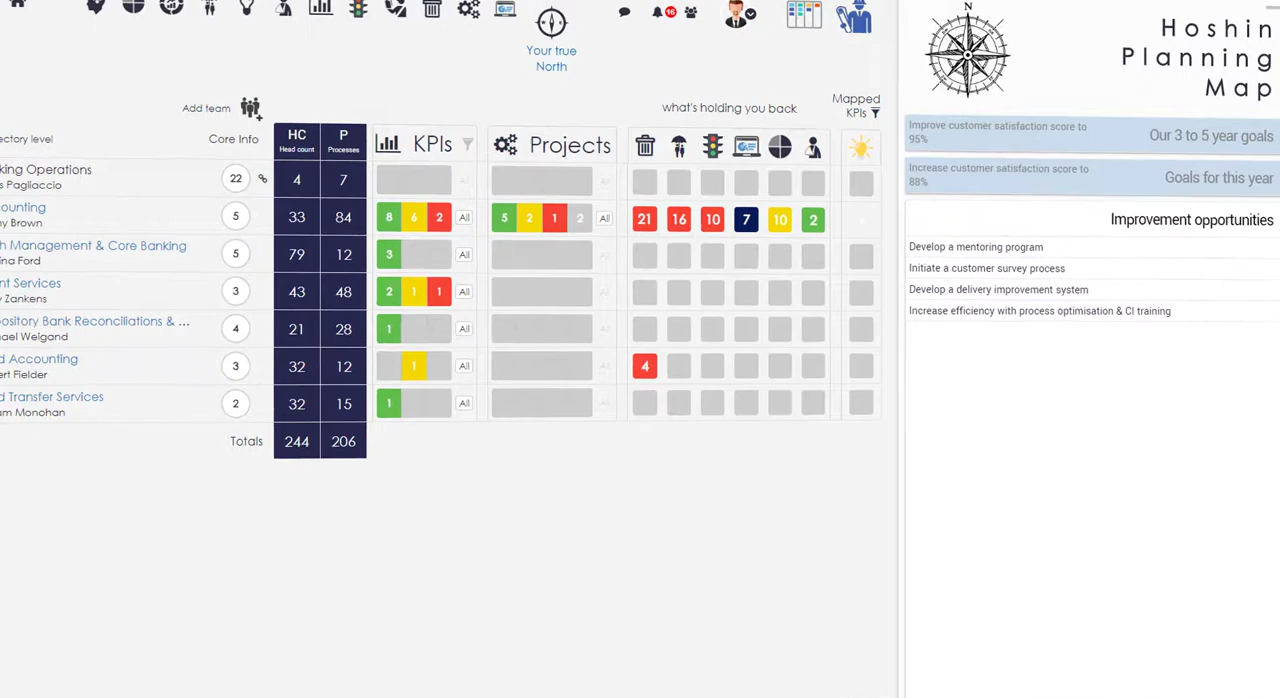 16
Your true
North
Add team
what's holding you back
Mapped
KPIs
ectory level
Core Info
HC
Head count
P
Processes
KPIs
Projects
king Operations
s Pagliaccio
22
4
7
All
All
ounting
ny Brown
5
33
84
8
6
2
All
5
2
1
2
All
21
16
10
7
10
2
h Management & Core Banking
ina Ford
5
79
12
3
All
nt Services
y Zankens
3
43
48
2
1
1
All
pository Bank Reconciliations & ...
hael Weigand
4
21
28
1
All
d Accounting
ert Fielder
3
32
12
1
All
4
d Transfer Services
am Monohan
2
32
15
1
All
Totals
244
206
N
Hoshin
Planning
Map
Improve customer satisfaction score to
95%
Our 3 to 5 year goals
Increase customer satisfaction score to
88%
Goals for this year
Improvement opportunities
Develop a mentoring program
Initiate a customer survey process
Develop a delivery improvement system
Increase efficiency with process optimisation & CI training